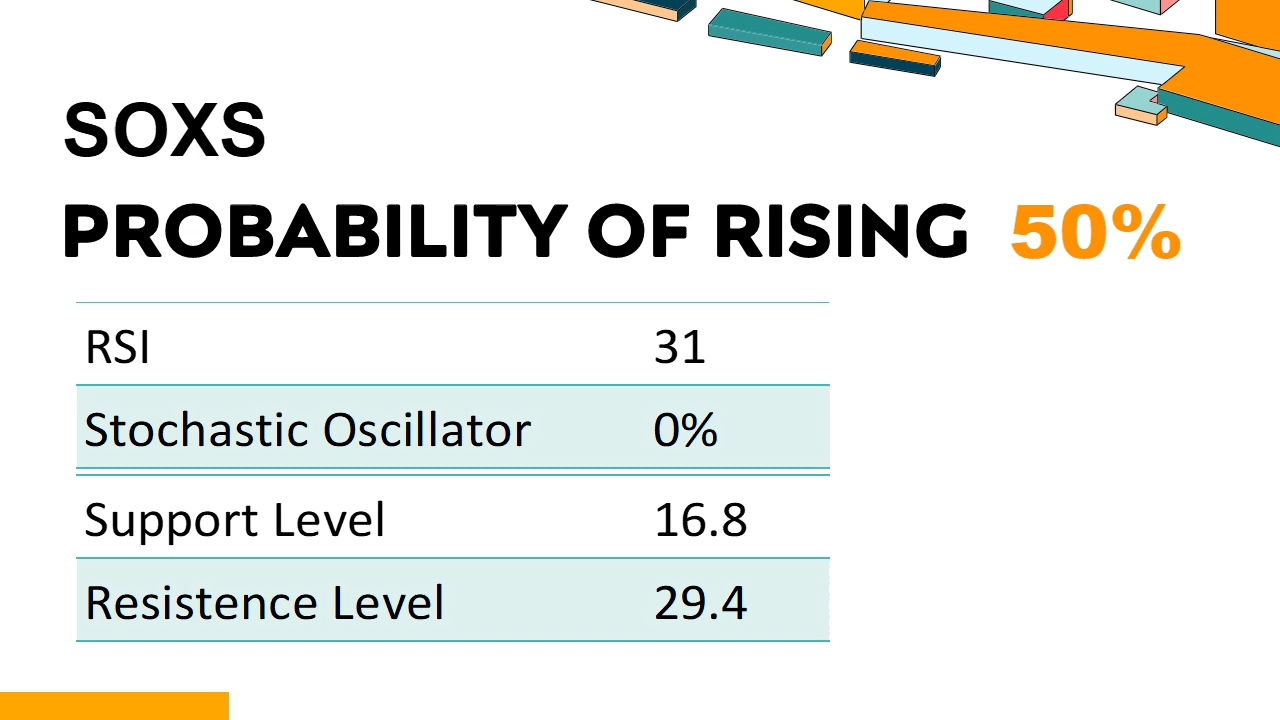 SOXS
PROBABILITY OF RISING 50%
RSI 31
Stochastic Oscillator 0%
Support Level 16.8
Resistence Level 29.4